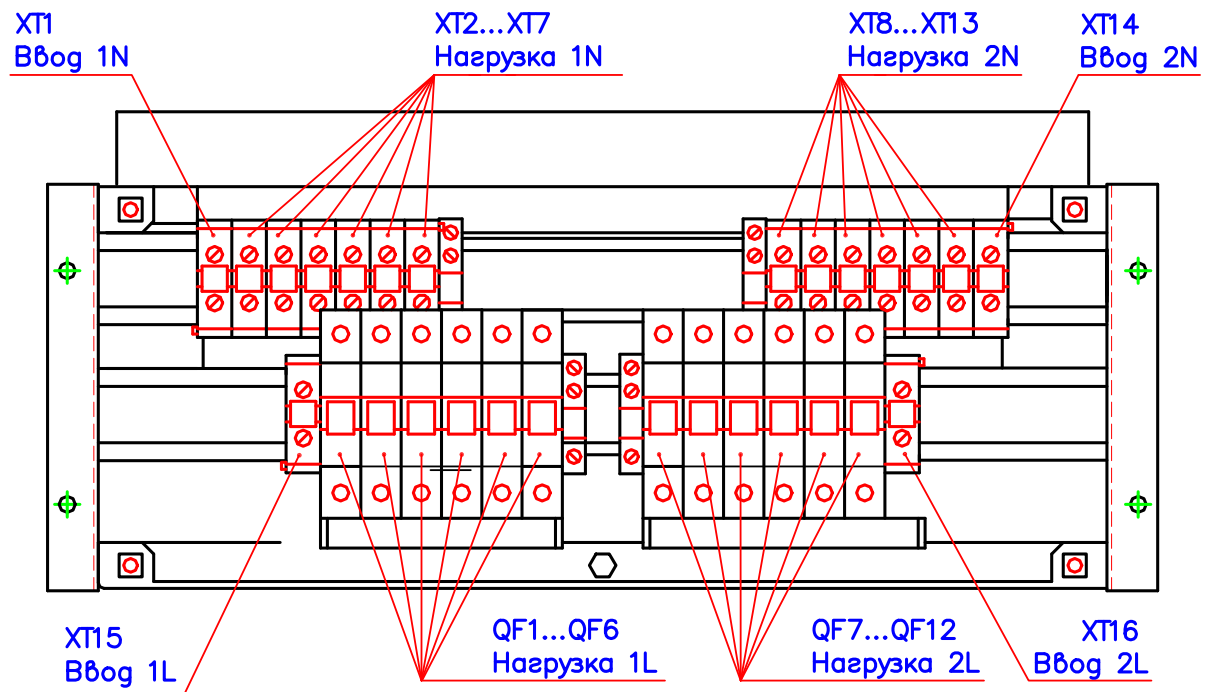 XT1
Ввод 1N
XT2...XT7
Нагрузка 1N
XT8...XT13
Нагрузка 2N
XT14
Ввод 2N
XT15
Ввод 1L
QF1...QF6
Нагрузка 1L
QF7...QF12
Нагрузка 2L
XT16
Ввод 2L